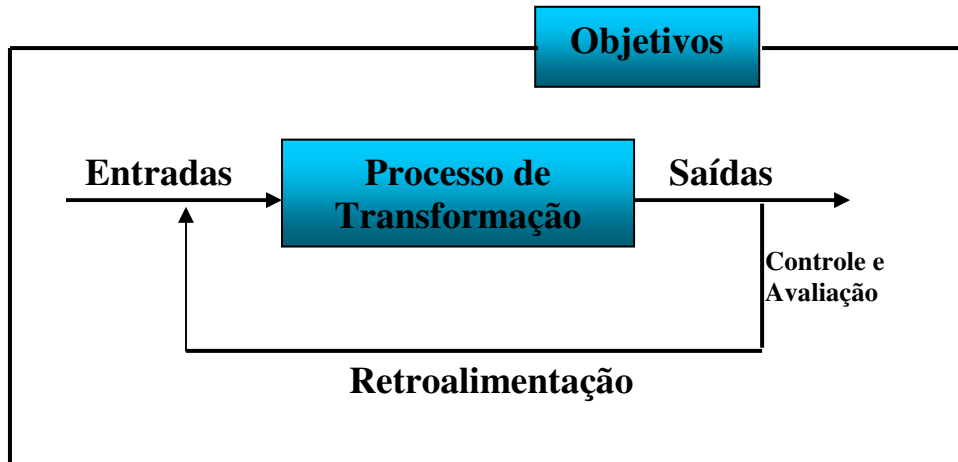 Objetivos
Entradas
Processo de
Transformação
Saídas
Controle e
Avaliação
Retroalimentação